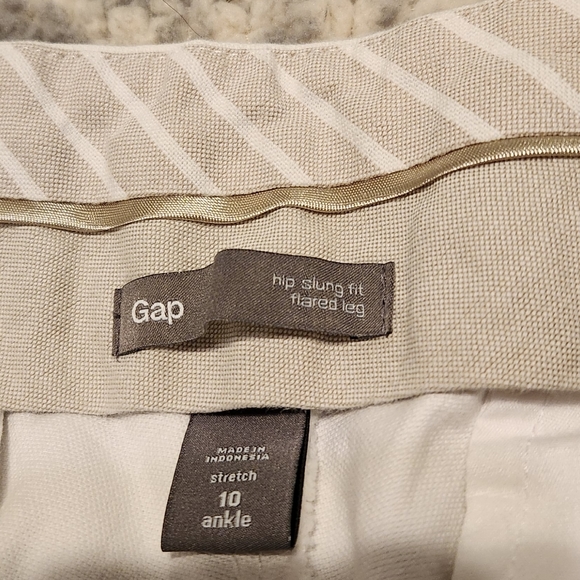 Gap
hip slung fit
flared leg
MADE IN
INDONESIA
stretch
10
ankle